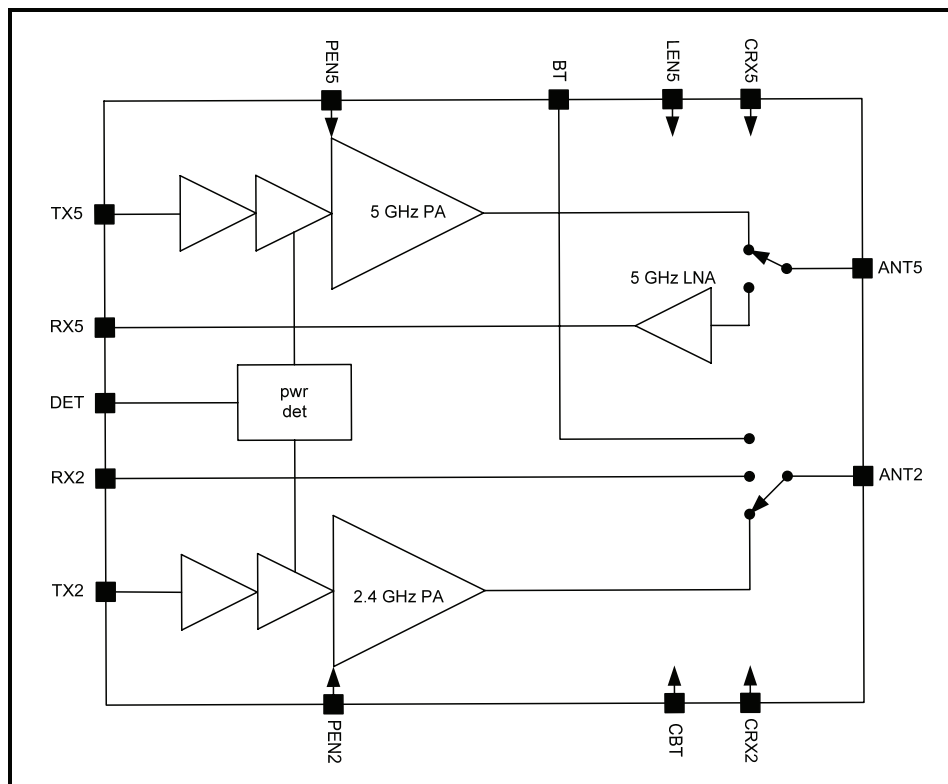 PEN5
BT
LEN5
CRX5
TX5
5 GHz PA
ANT5
5 GHz LNA
RX5
pwr
det
DET
RX2
ANT2
TX2
2.4 GHz PA
PEN2
CBT
CRX2